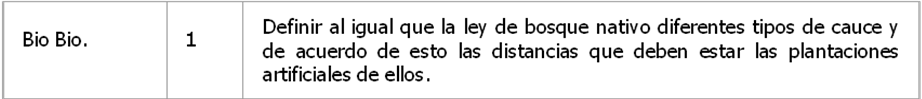 Bio Bio.
1
Definir al igual que la ley de bosque nativo diferentes tipos de cauce y
de acuerdo de esto las distancias que deben estar las plantaciones
artificiales de ellos.